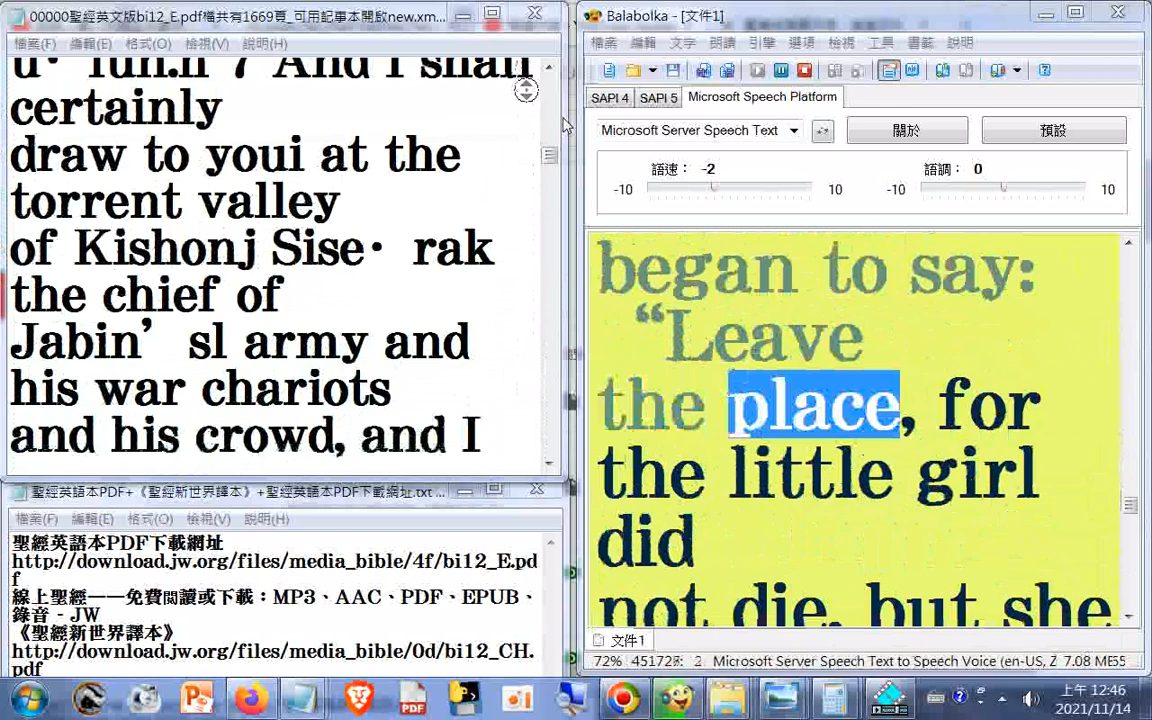 00000聖經英文版bi12_E.pdf檔共有1669頁_可用記事本開啟new.xm...
檔案(F) 編輯(E) 格式(O) 檢視(V) 說明(H)
u· fun.h 7 And I shall
certainly
draw to youi at the
torrent valley
of Kishonj Sise· rak
the chief of
Jabin’ sl army and
his war chariots
and his crowd, and I
聖經英語本PDF+《聖經新世界譯本》+聖經英語本PDF下載網址.txt ...
檔案(F) 編輯(E) 格式(O) 檢視(V) 說明(H)
聖經英語本PDF下載網址
http://download.jw.org/files/media_bible/4f/bi12_E.pd
f
線上聖經——免費閱讀或下載：MP3、AAC、PDF、EPUB、
錄音 - JW
《聖經新世界譯本》
http://download.jw.org/files/media_bible/0d/bi12_CH.
pdf
Balabolka - [文件1]
檔案 編輯 文字 朗讀 引擎 選項 檢視 工具 書籤 說明
SAPI 4 SAPI 5 Microsoft Speech Platform
Microsoft Server Speech Text 關於 預設
語速： -2 語調： 0
-10 10 -10 10
began to say:
“Leave
the place, for
the little girl
did
not die, but she
文件1
72% Microsoft Server Speech Text to Speech Voice (en-US, Z 7.08 ME55
上午 12:46
2021/11/14